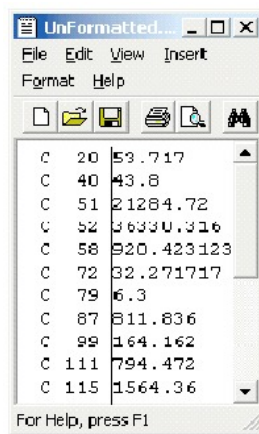 UnFormatted....
File Edit View Insert
Format Help
C 20 53.717
C 40 43.8
C 51 21284.72
C 52 36330.316
C 58 920.423123
C 72 32.271717
C 79 6.3
C 87 811.836
C 99 164.162
C 111 794.472
C 115 1564.36
For Help, press F1